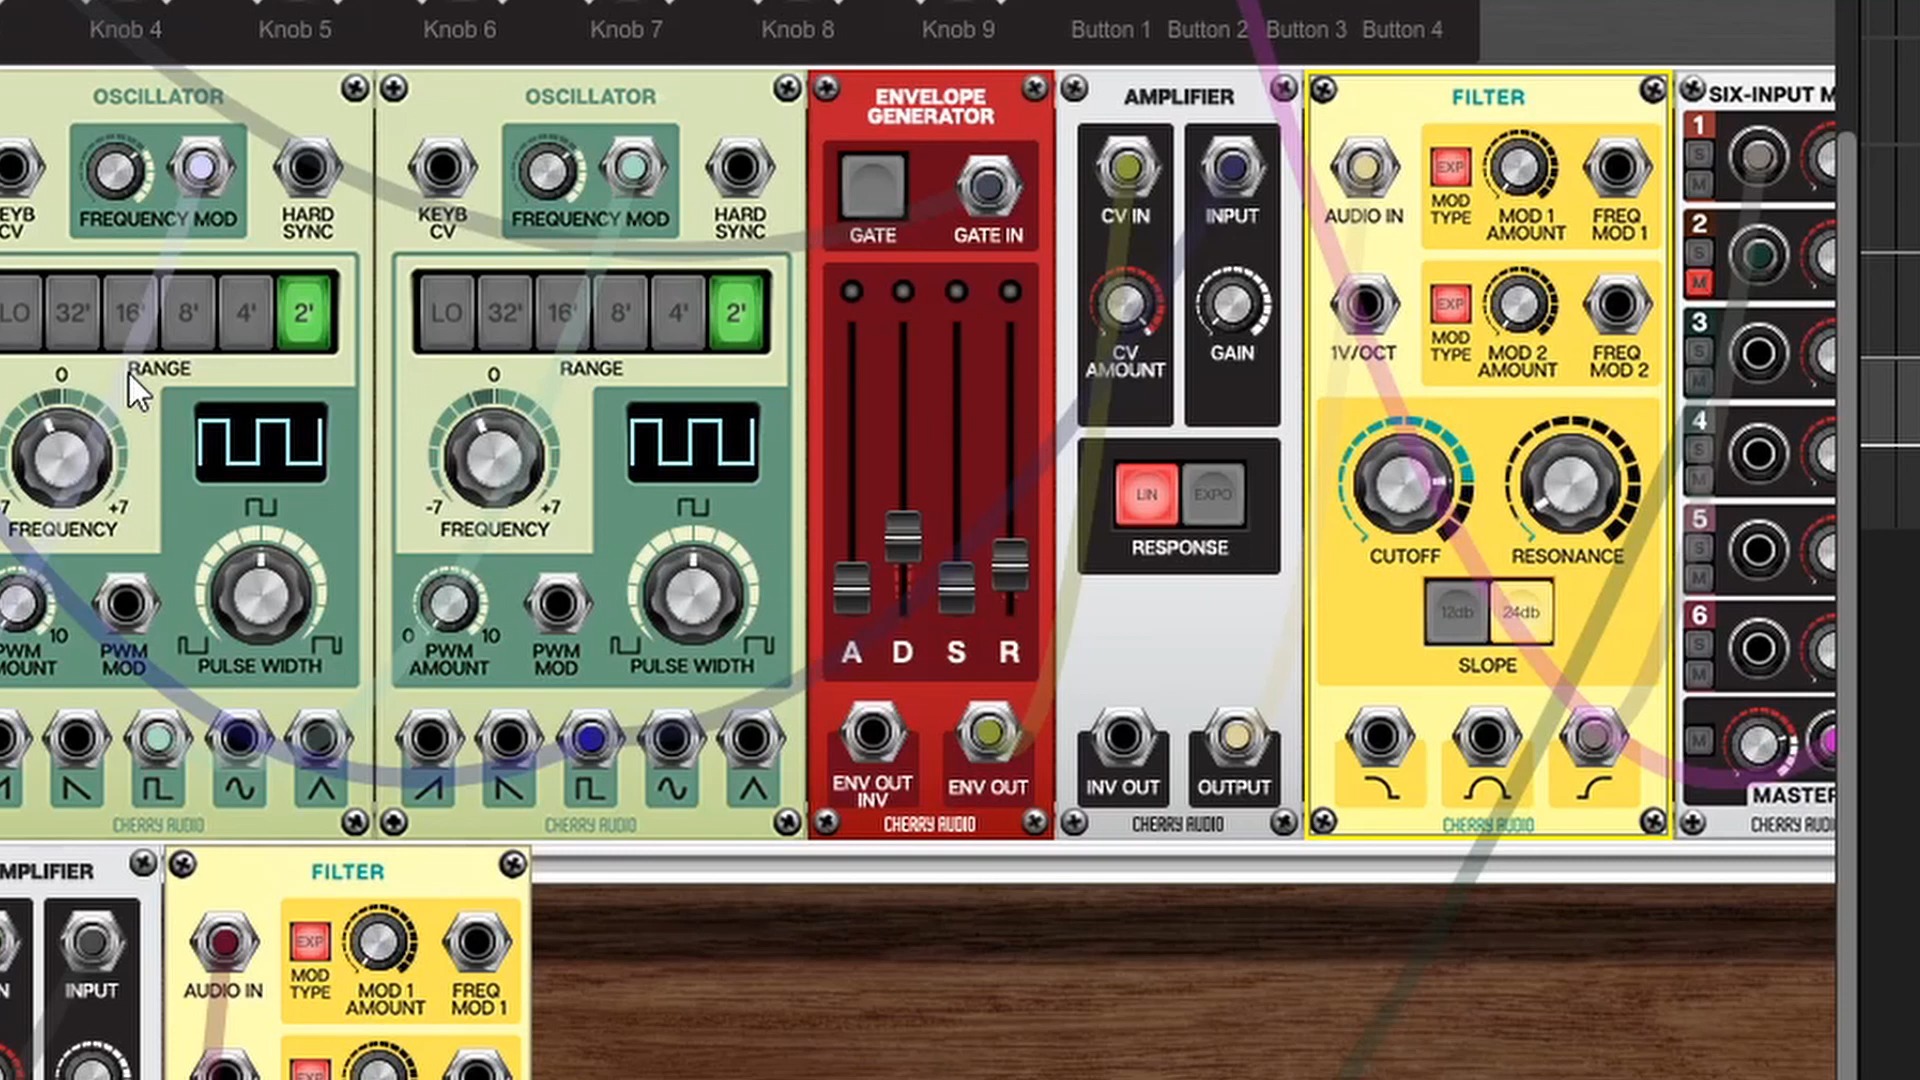 Knob 4 Knob 5 Knob 6 Knob 7 Knob 8 Knob 9 Button 1 Button 2 Button 3 Button 4
OSCILLATOR
FREQUENCY MOD
HARD
SYNC
LO 32' 16' 8' 4' 2'
RANGE
0
+7
FREQUENCY
10
PWM
AMOUNT
PWM
MOD
PULSE WIDTH
CHERRY AUDIO
OSCILLATOR
KEYB
CV
FREQUENCY MOD
HARD
SYNC
LO 32' 16' 8' 4' 2'
RANGE
0
-7 +7
FREQUENCY
0 10
PWM
AMOUNT
PWM
MOD
PULSE WIDTH
CHERRY AUDIO
ENVELOPE
GENERATOR
GATE
GATE IN
A D S R
ENV OUT
INV
ENV OUT
CHERRY AUDIO
AMPLIFIER
CV IN
INPUT
CV
AMOUNT
GAIN
LIN EXPO
RESPONSE
INV OUT
OUTPUT
CHERRY AUDIO
FILTER
AUDIO IN
EXP
MOD
TYPE
MOD 1
AMOUNT
FREQ
MOD 1
1V/OCT
EXP
MOD
TYPE
MOD 2
AMOUNT
FREQ
MOD 2
CUTOFF
RESONANCE
12db 24db
SLOPE
CHERRY AUDIO
SIX-INPUT M
1
S
M
2
S
M
3
S
M
4
S
M
5
S
M
6
S
M
M
MASTER
CHERRY AUDI
MPLIFIER
INPUT
FILTER
AUDIO IN
EXP
MOD
TYPE
MOD 1
AMOUNT
FREQ
MOD 1
EXP